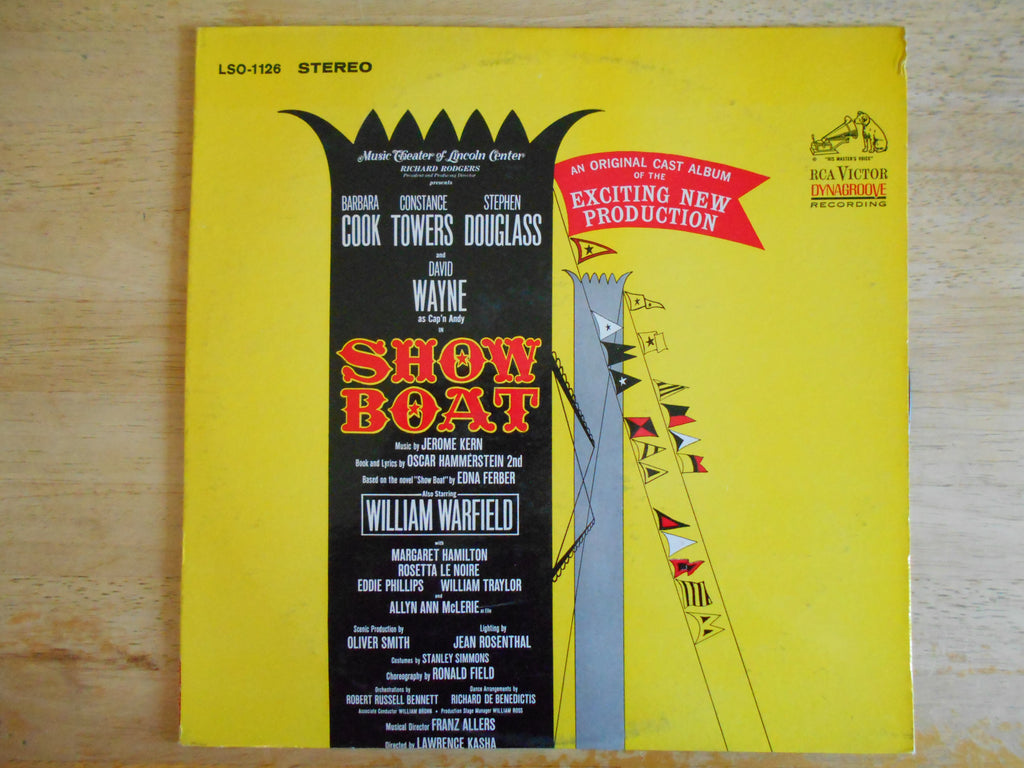 LSO-1126 STEREO
Music Theater of Lincoln Center
RICHARD RODGERS
President and Producing Director
presents
BARBARA CONSTANCE STEPHEN
COOK TOWERS DOUGLASS
and
DAVID
WAYNE
as Cap'n Andy
IN
SHOW
BOAT
Music by JEROME KERN
Book and Lyrics by OSCAR HAMMERSTEIN 2nd
Based on the novel "Show Boat" by EDNA FERBER
Also Starring
WILLIAM WARFIELD
with
MARGARET HAMILTON
ROSETTA LE NOIRE
EDDIE PHILLIPS WILLIAM TRAYLOR
and
ALLYN ANN McLERIE as Ellie
Scenic Production by Lighting by
OLIVER SMITH JEAN ROSENTHAL
Costumes by STANLEY SIMMONS
Choreography by RONALD FIELD
Orchestrations by Dance Arrangements by
ROBERT RUSSELL BENNETT RICHARD DE BENEDICTIS
Associate Conductor WILLIAM BROHN • Production Stage Manager WILLIAM ROSS
Musical Director FRANZ ALLERS
Directed by LAWRENCE KASHA
AN ORIGINAL CAST ALBUM
OF THE
EXCITING NEW
PRODUCTION
® "HIS MASTER'S VOICE"
RCA VICTOR
DYNAGROOVE
RECORDING